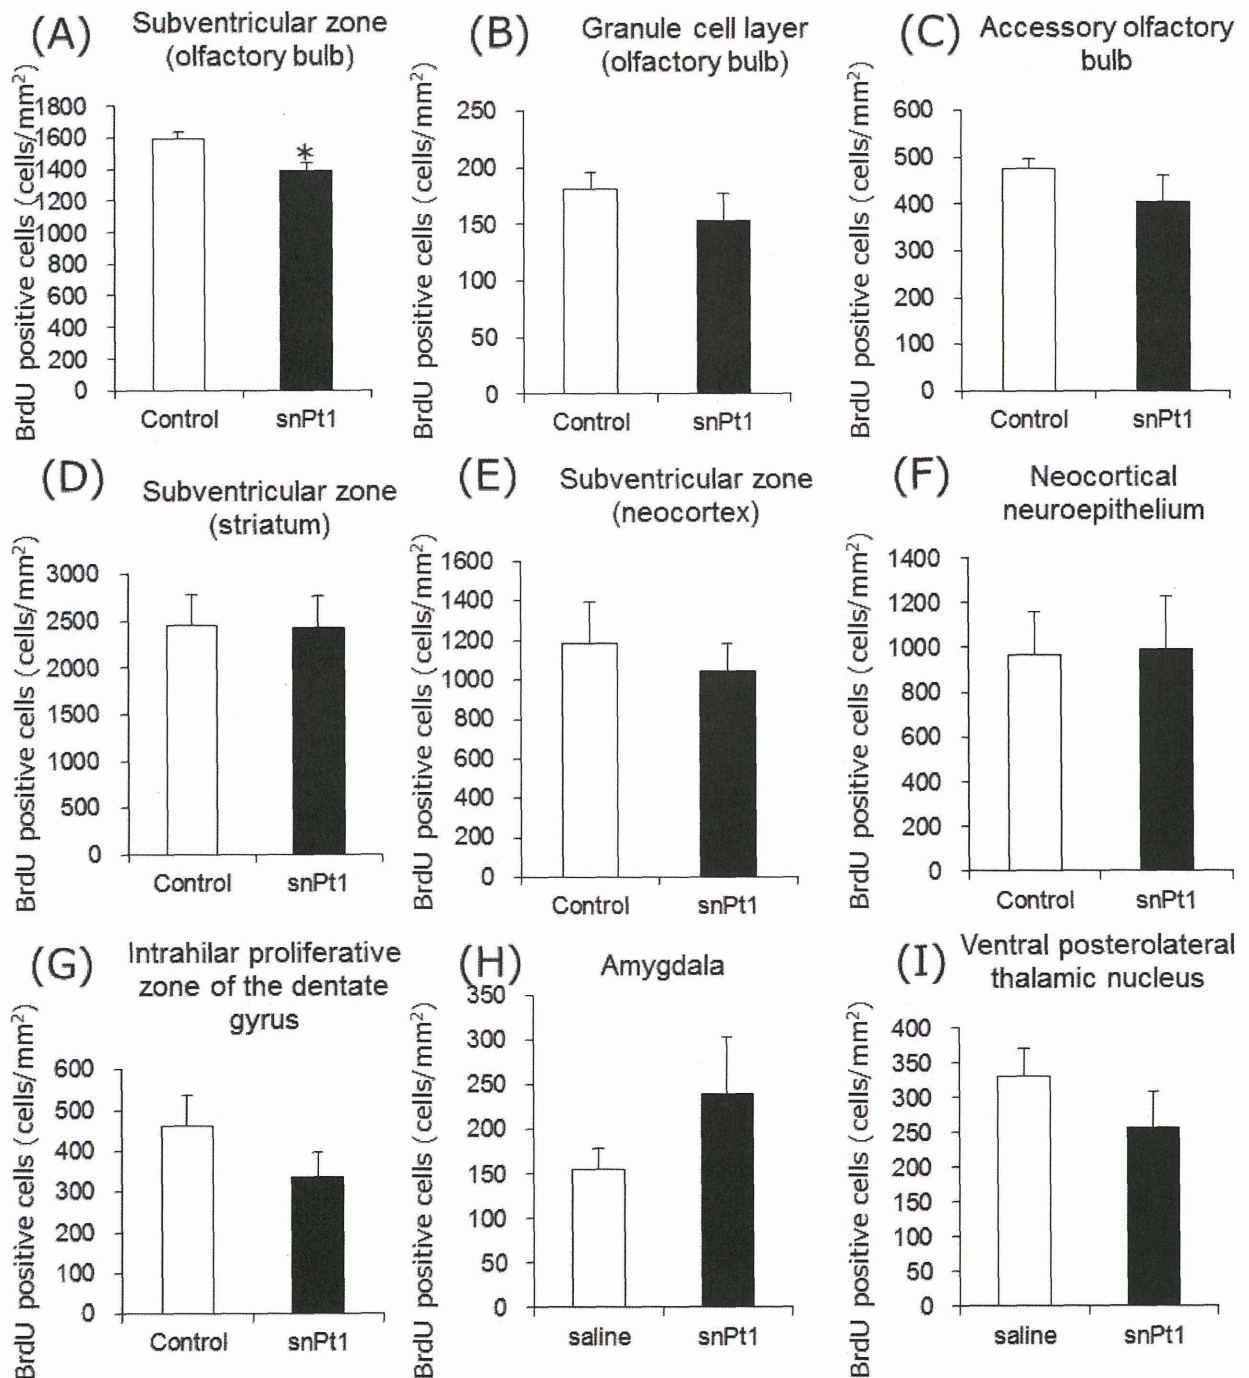 (A)
Subventricular zone
(olfactory bulb)
BrdU positive cells (cells/mm²)
1800
1600
1400
1200
1000
800
600
400
200
0
*
Control snPt1
(B)
Granule cell layer
(olfactory bulb)
BrdU positive cells (cells/mm²)
250
200
150
100
50
0
Control snPt1
(C)
Accessory olfactory
bulb
BrdU positive cells (cells/mm²)
600
500
400
300
200
100
0
Control snPt1
(D)
Subventricular zone
(striatum)
BrdU positive cells (cells/mm²)
3000
2500
2000
1500
1000
500
0
Control snPt1
(E)
Subventricular zone
(neocortex)
BrdU positive cells (cells/mm²)
1600
1400
1200
1000
800
600
400
200
0
Control snPt1
(F)
Neocortical
neuroepithelium
BrdU positive cells (cells/mm²)
1400
1200
1000
800
600
400
200
0
Control snPt1
(G)
Intrahilar proliferative
zone of the dentate
gyrus
BrdU positive cells (cells/mm²)
600
500
400
300
200
100
0
Control snPt1
(H)
Amygdala
BrdU positive cells (cells/mm²)
350
300
250
200
150
100
50
0
saline snPt1
(I)
Ventral posterolateral
thalamic nucleus
BrdU positive cells (cells/mm²)
400
350
300
250
200
150
100
50
0
saline snPt1